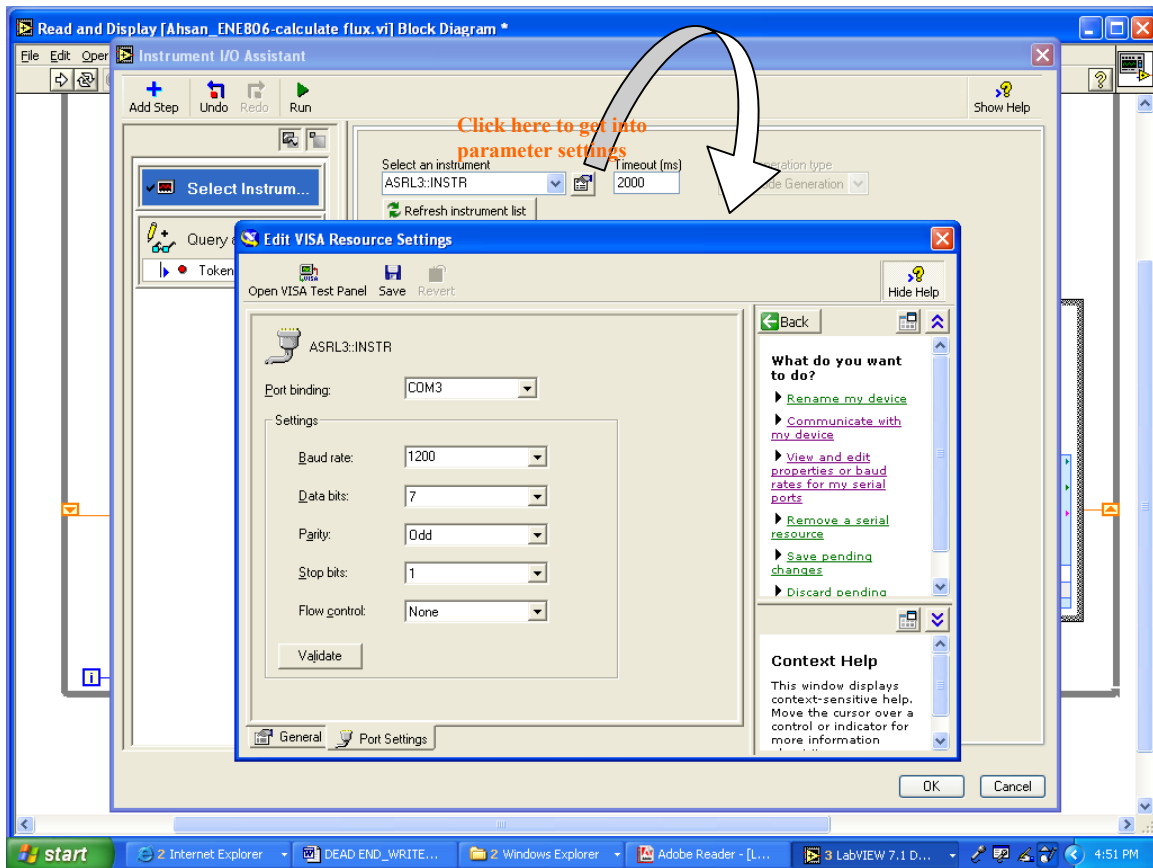 Read and Display [Ahsan_ENE806-calculate flux.vi] Block Diagram *
File Edit Oper
Instrument I/O Assistant
Add Step
Undo
Redo
Run
Show Help
Click here to get into
parameter settings
Select an instrument
Timeout (ms)
eneration type
ASRL3::INSTR
2000
ode Generation
Refresh instrument list
Select Instrum...
Query
Token
Edit VISA Resource Settings
Open VISA Test Panel
Save
Revert
Hide Help
ASRL3::INSTR
Port binding:
COM3
Settings
Baud rate:
1200
Data bits:
7
Parity:
Odd
Stop bits:
1
Flow control:
None
Validate
General
Port Settings
Back
What do you want
to do?
Rename my device
Communicate with
my device
View and edit
properties or baud
rates for my serial
ports
Remove a serial
resource
Save pending
changes
Discard pending
Context Help
This window displays
context-sensitive help.
Move the cursor over a
control or indicator for
more information
i
OK
Cancel
start
2 Internet Explorer
DEAD END_WRITE...
2 Windows Explorer
Adobe Reader - [L...
3 LabVIEW 7.1 D...
4:51 PM